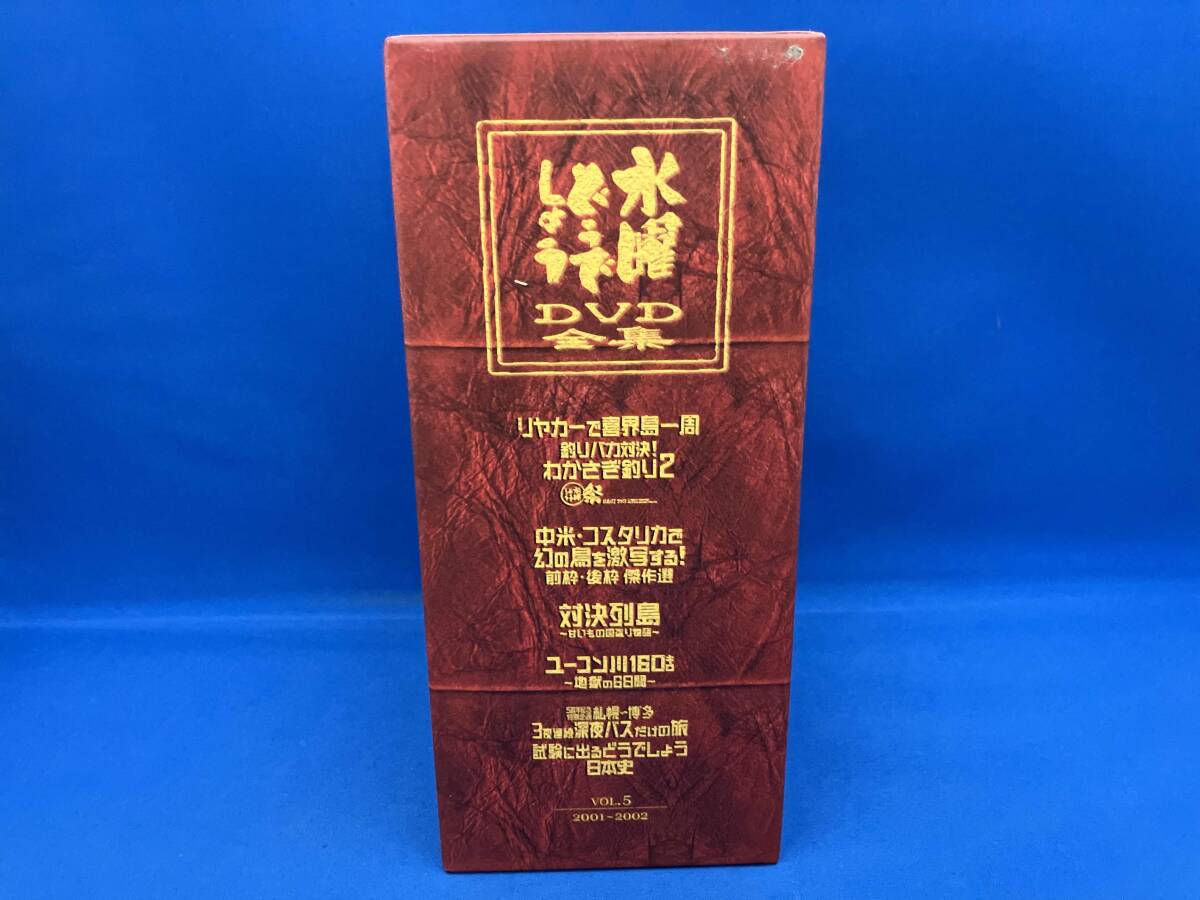 水曜
どうで
しょう
DVD
全集
リヤカーで喜界島一周
釣りバカ対決!
わかさぎ釣り2
祭
中米・コスタリカで
幻の鳥を激写する!
前枠・後枠 傑作選
対決列島
~甘いもの国盗り物語~
ユーコン川160キロ
~地獄の6日間~
札幌~博多
3夜連続深夜バスだけの旅
試験に出るどうでしょう
日本史
VOL.5
2001~2002